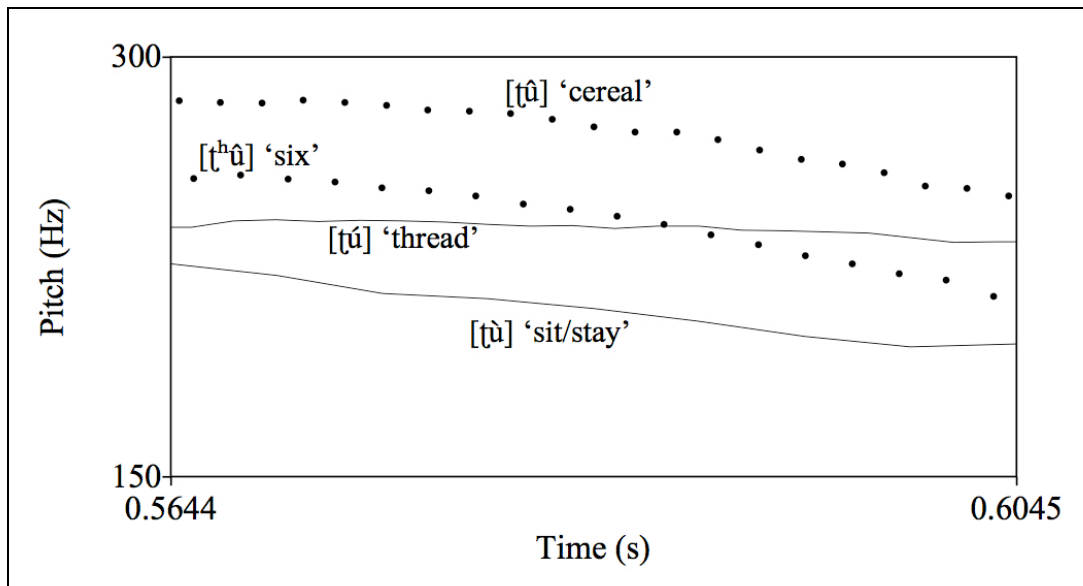 300
[ʈû] ‘cereal’
[ʈʰû] ‘six’
[ʈú] ‘thread’
[ʈù] ‘sit/stay’
150
0.5644
0.6045
Time (s)
Pitch (Hz)